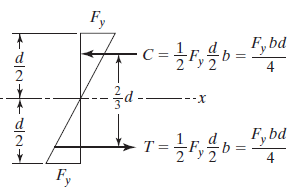 F_y
C = 1/2 F_y d/2 b = F_y bd/4
d/2
2/3 d
x
d/2
T = 1/2 F_y d/2 b = F_y bd/4
F_y